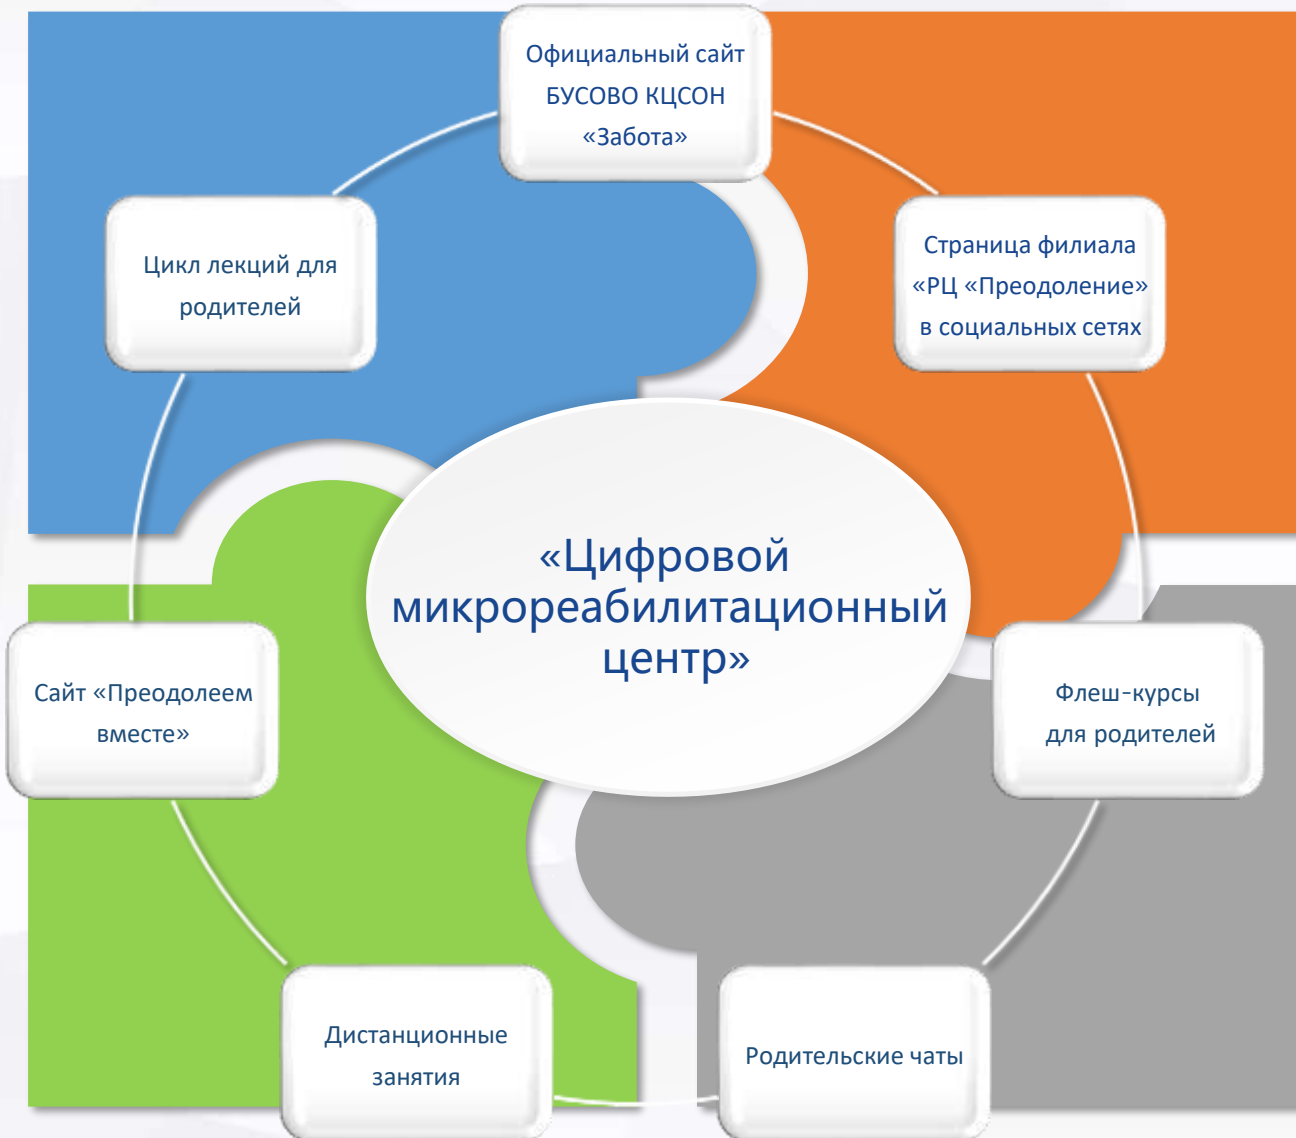 Официальный сайт
БУСОВО КЦСОН
«Забота»
Цикл лекций для
родителей
Страница филиала
«РЦ «Преодоление»
в социальных сетях
«Цифровой
микрореабилитационный
центр»
Сайт «Преодолеем
вместе»
Флеш-курсы
для родителей
Дистанционные
занятия
Родительские чаты